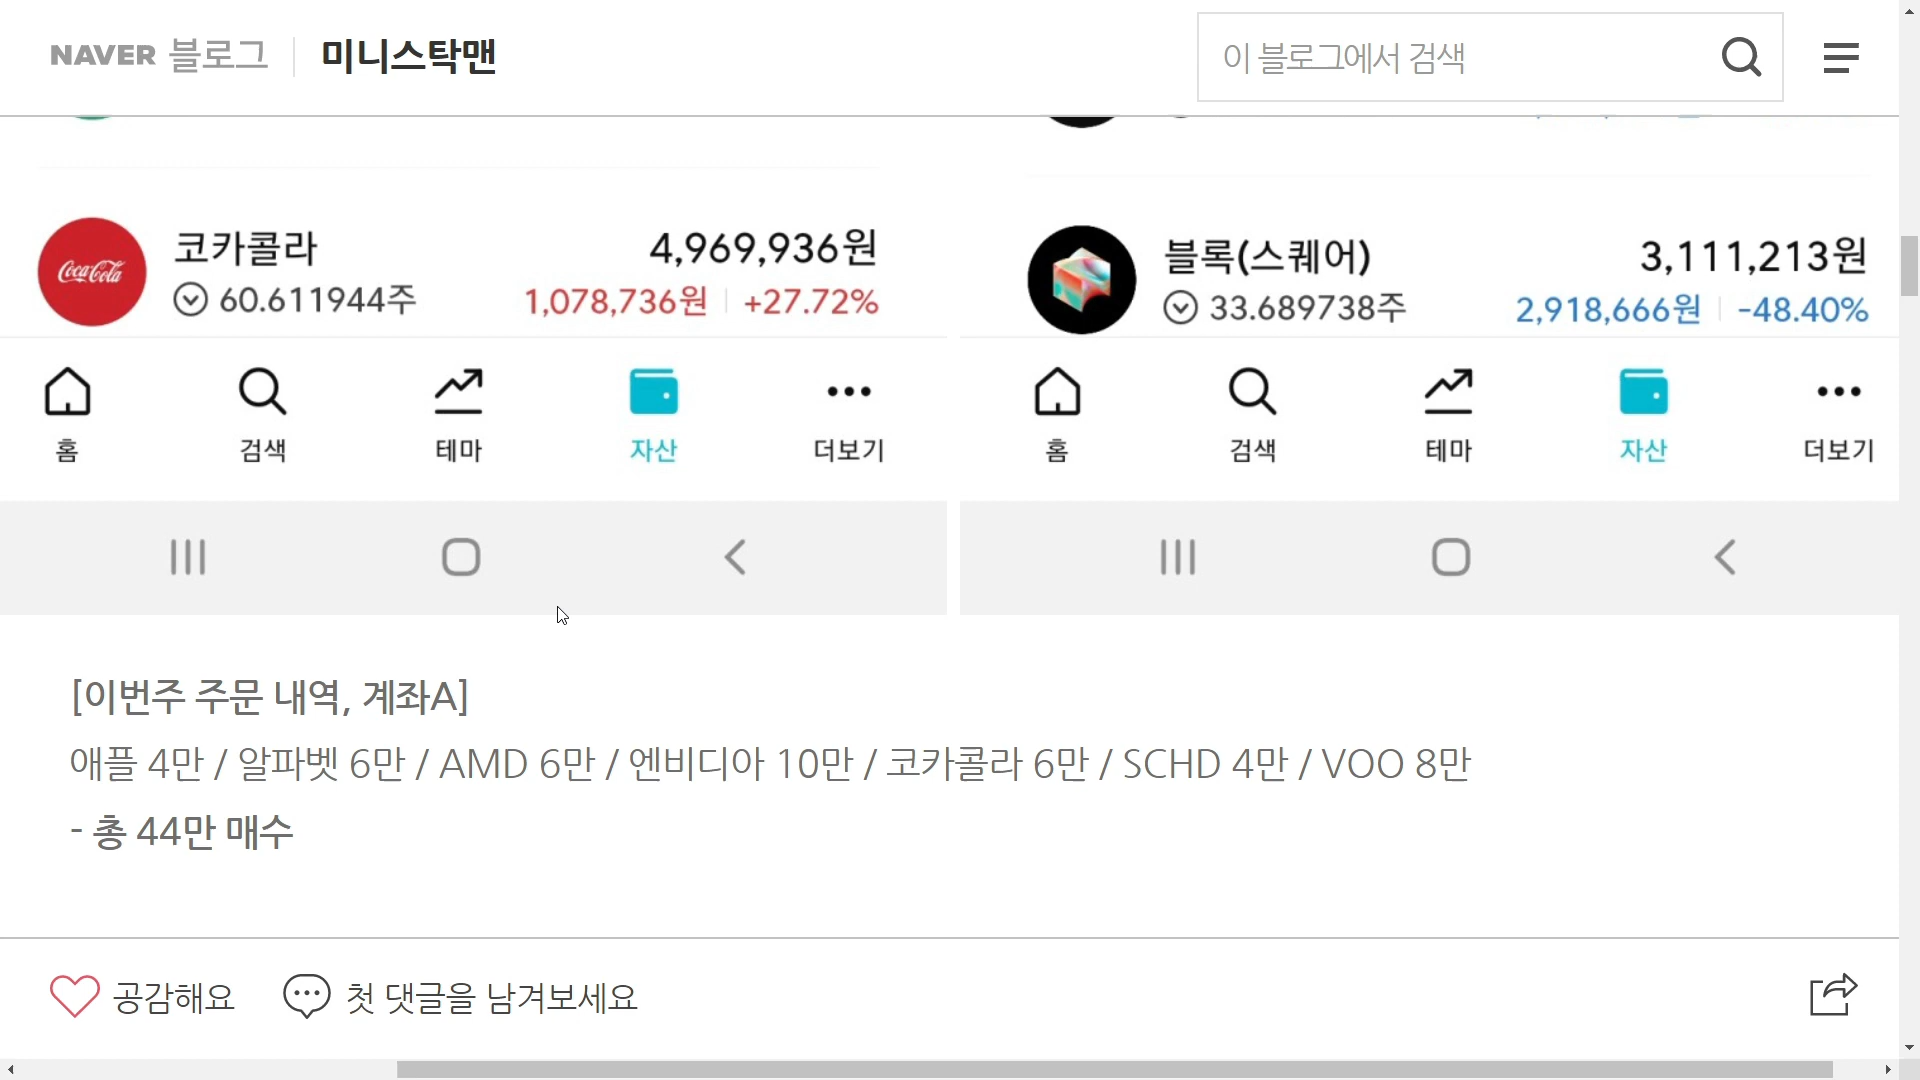 NAVER 블로그 미니스탁맨
이 블로그에서 검색
Coca-Cola
코카콜라 4,969,936원
60.611944주 1,078,736원 +27.72%
홈 검색 테마 자산 더보기
블록(스퀘어) 3,111,213원
33.689738주 2,918,666원 -48.40%
홈 검색 테마 자산 더보기
[이번주 주문 내역, 계좌A]
애플 4만 / 알파벳 6만 / AMD 6만 / 엔비디아 10만 / 코카콜라 6만 / SCHD 4만 / VOO 8만
- 총 44만 매수
공감해요 첫 댓글을 남겨보세요